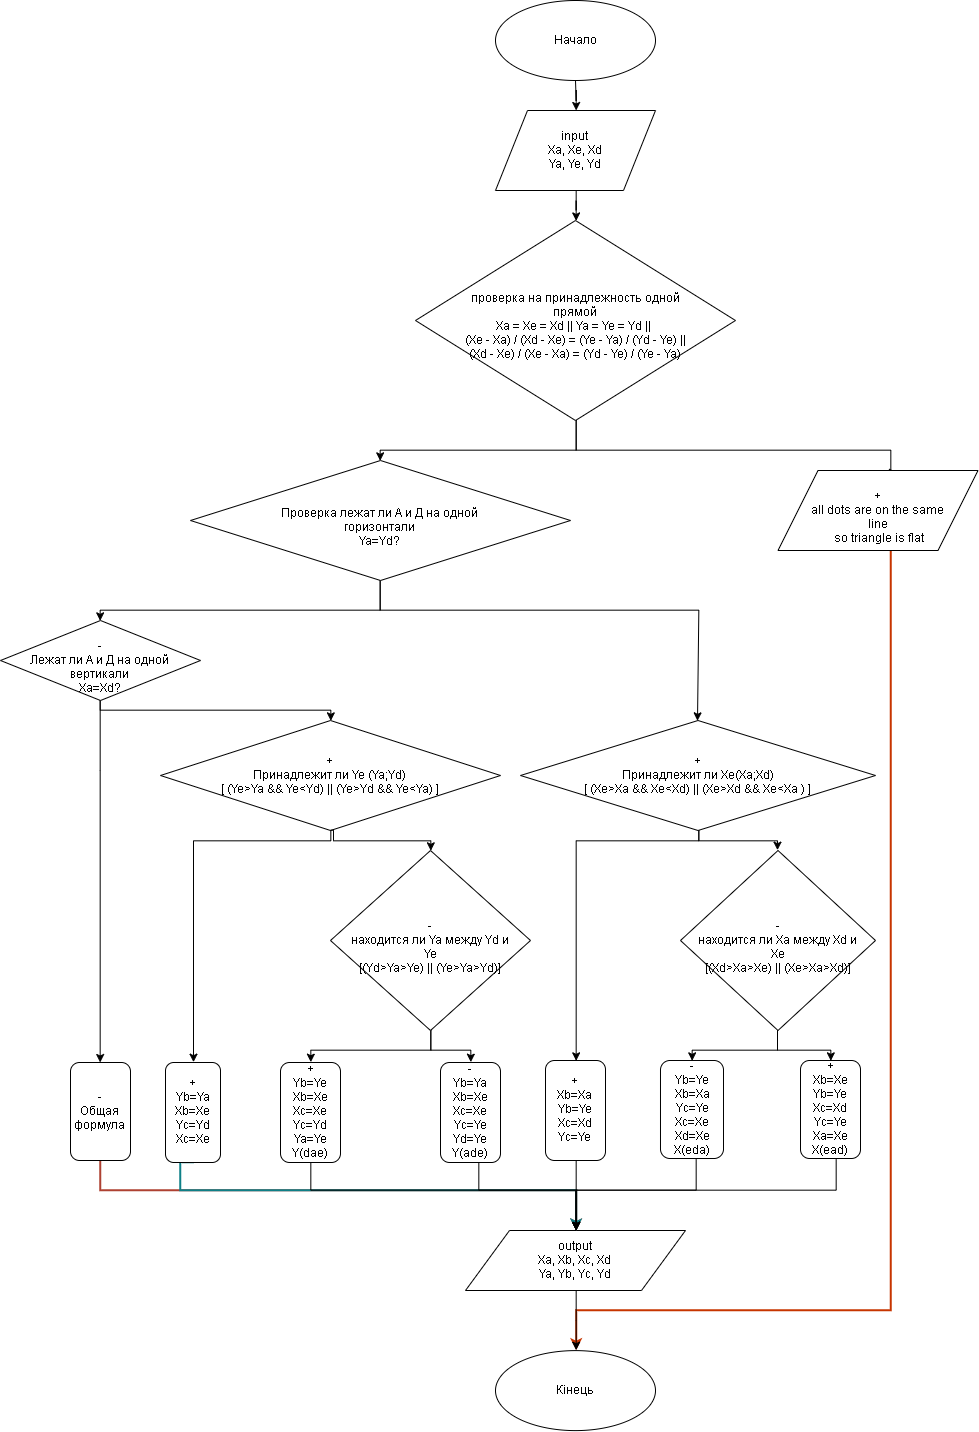 Начало
input
Xa, Xe, Xd
Ya, Ye, Yd
проверка на принадлежность одной
прямой
Xa = Xe = Xd || Ya = Ye = Yd ||
(Xe - Xa) / (Xd - Xe) = (Ye - Ya) / (Yd - Ye) ||
(Xd - Xe) / (Xe - Xa) = (Yd - Ye) / (Ye - Ya)
Проверка лежат ли А и Д на одной
горизонтали
Ya=Yd?
+
all dots are on the same
line
so triangle is flat
-
Лежат ли А и Д на одной
вертикали
Xa=Xd?
+
Принадлежит ли Ye (Ya;Yd)
[ (Ye>Ya && Ye<Yd) || (Ye>Yd && Ye<Ya) ]
+
Принадлежит ли Xe(Xa;Xd)
[ (Xe>Xa && Xe<Xd) || (Xe>Xd && Xe<Xa ) ]
-
находится ли Ya между Yd и
Ye
[(Yd>Ya>Ye) || (Ye>Ya>Yd)]
-
находится ли Xa между Xd и
Xe
[(Xd>Xa>Xe) || (Xe>Xa>Xd)]
-
Общая
формула
+
Yb=Ya
Xb=Xe
Yc=Yd
Xc=Xe
+
Yb=Ye
Xb=Xe
Xc=Xe
Yc=Yd
Ya=Ye
Y(dae)
-
Yb=Ya
Xb=Xe
Xc=Xe
Yc=Ye
Yd=Ye
Y(ade)
+
Xb=Xa
Yb=Ye
Xc=Xd
Yc=Ye
-
Yb=Ye
Xb=Xa
Yc=Ye
Xc=Xe
Xd=Xe
X(eda)
+
Xb=Xe
Yb=Ye
Xc=Xd
Yc=Ye
Xa=Xe
X(ead)
output
Xa, Xb, Xc, Xd
Ya, Yb, Yc, Yd
Кінець